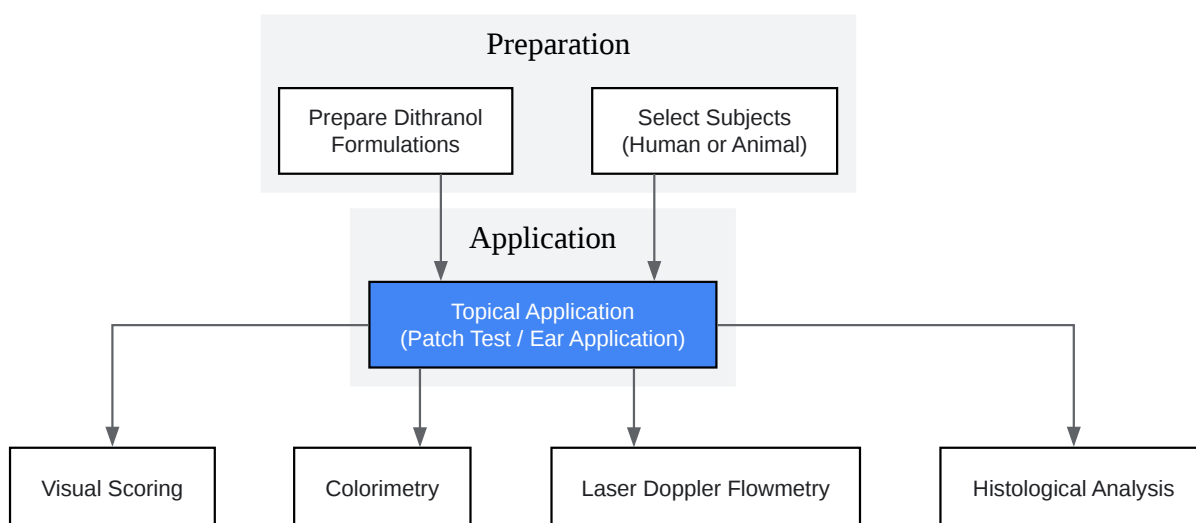 Preparation
Prepare Dithranol
Formulations
Select Subjects
(Human or Animal)
Application
Topical Application
(Patch Test / Ear Application)
Visual Scoring
Colorimetry
Laser Doppler Flowmetry
Histological Analysis